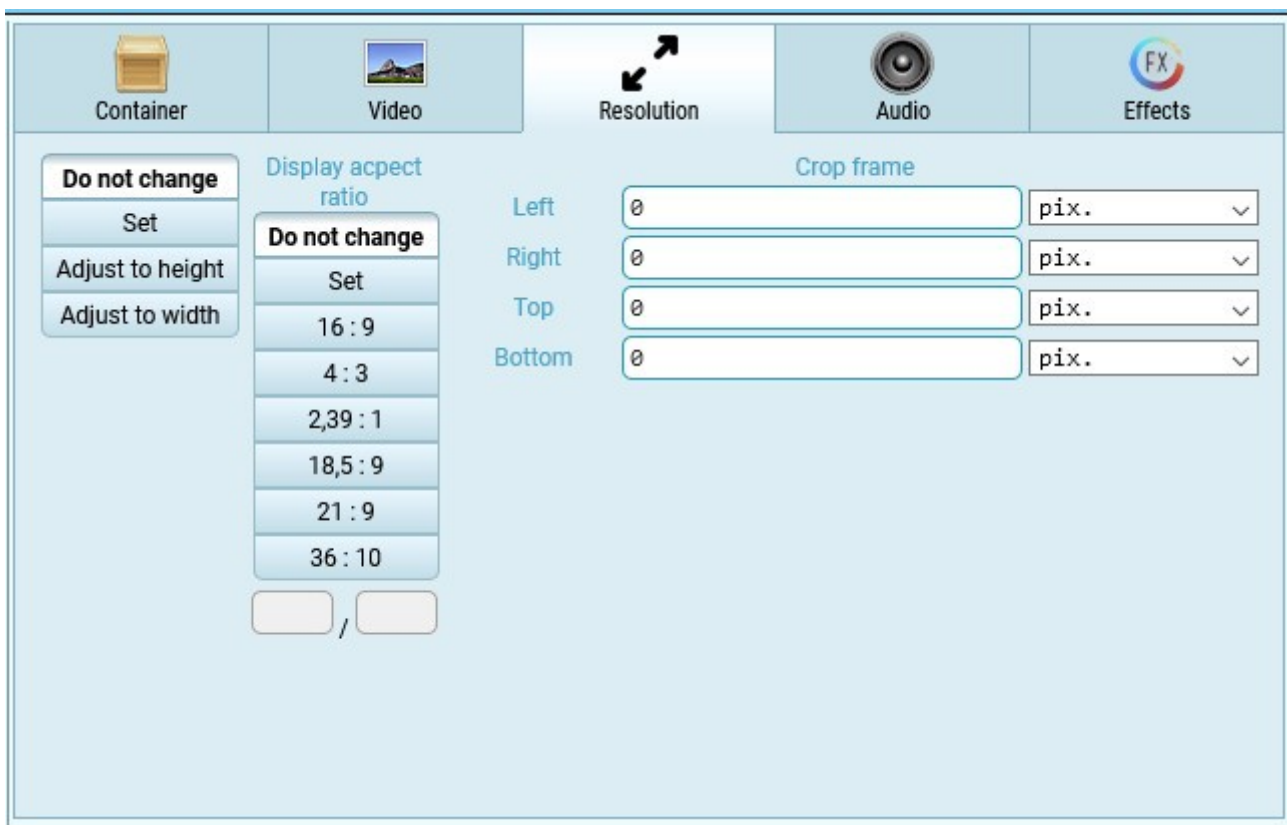 Container
Video
Resolution
Audio
FX
Effects
Do not change
Set
Adjust to height
Adjust to width
Display acpect
ratio
Do not change
Set
16 : 9
4 : 3
2,39 : 1
18,5 : 9
21 : 9
36 : 10
/
Crop frame
Left 0 pix.
Right 0 pix.
Top 0 pix.
Bottom 0 pix.